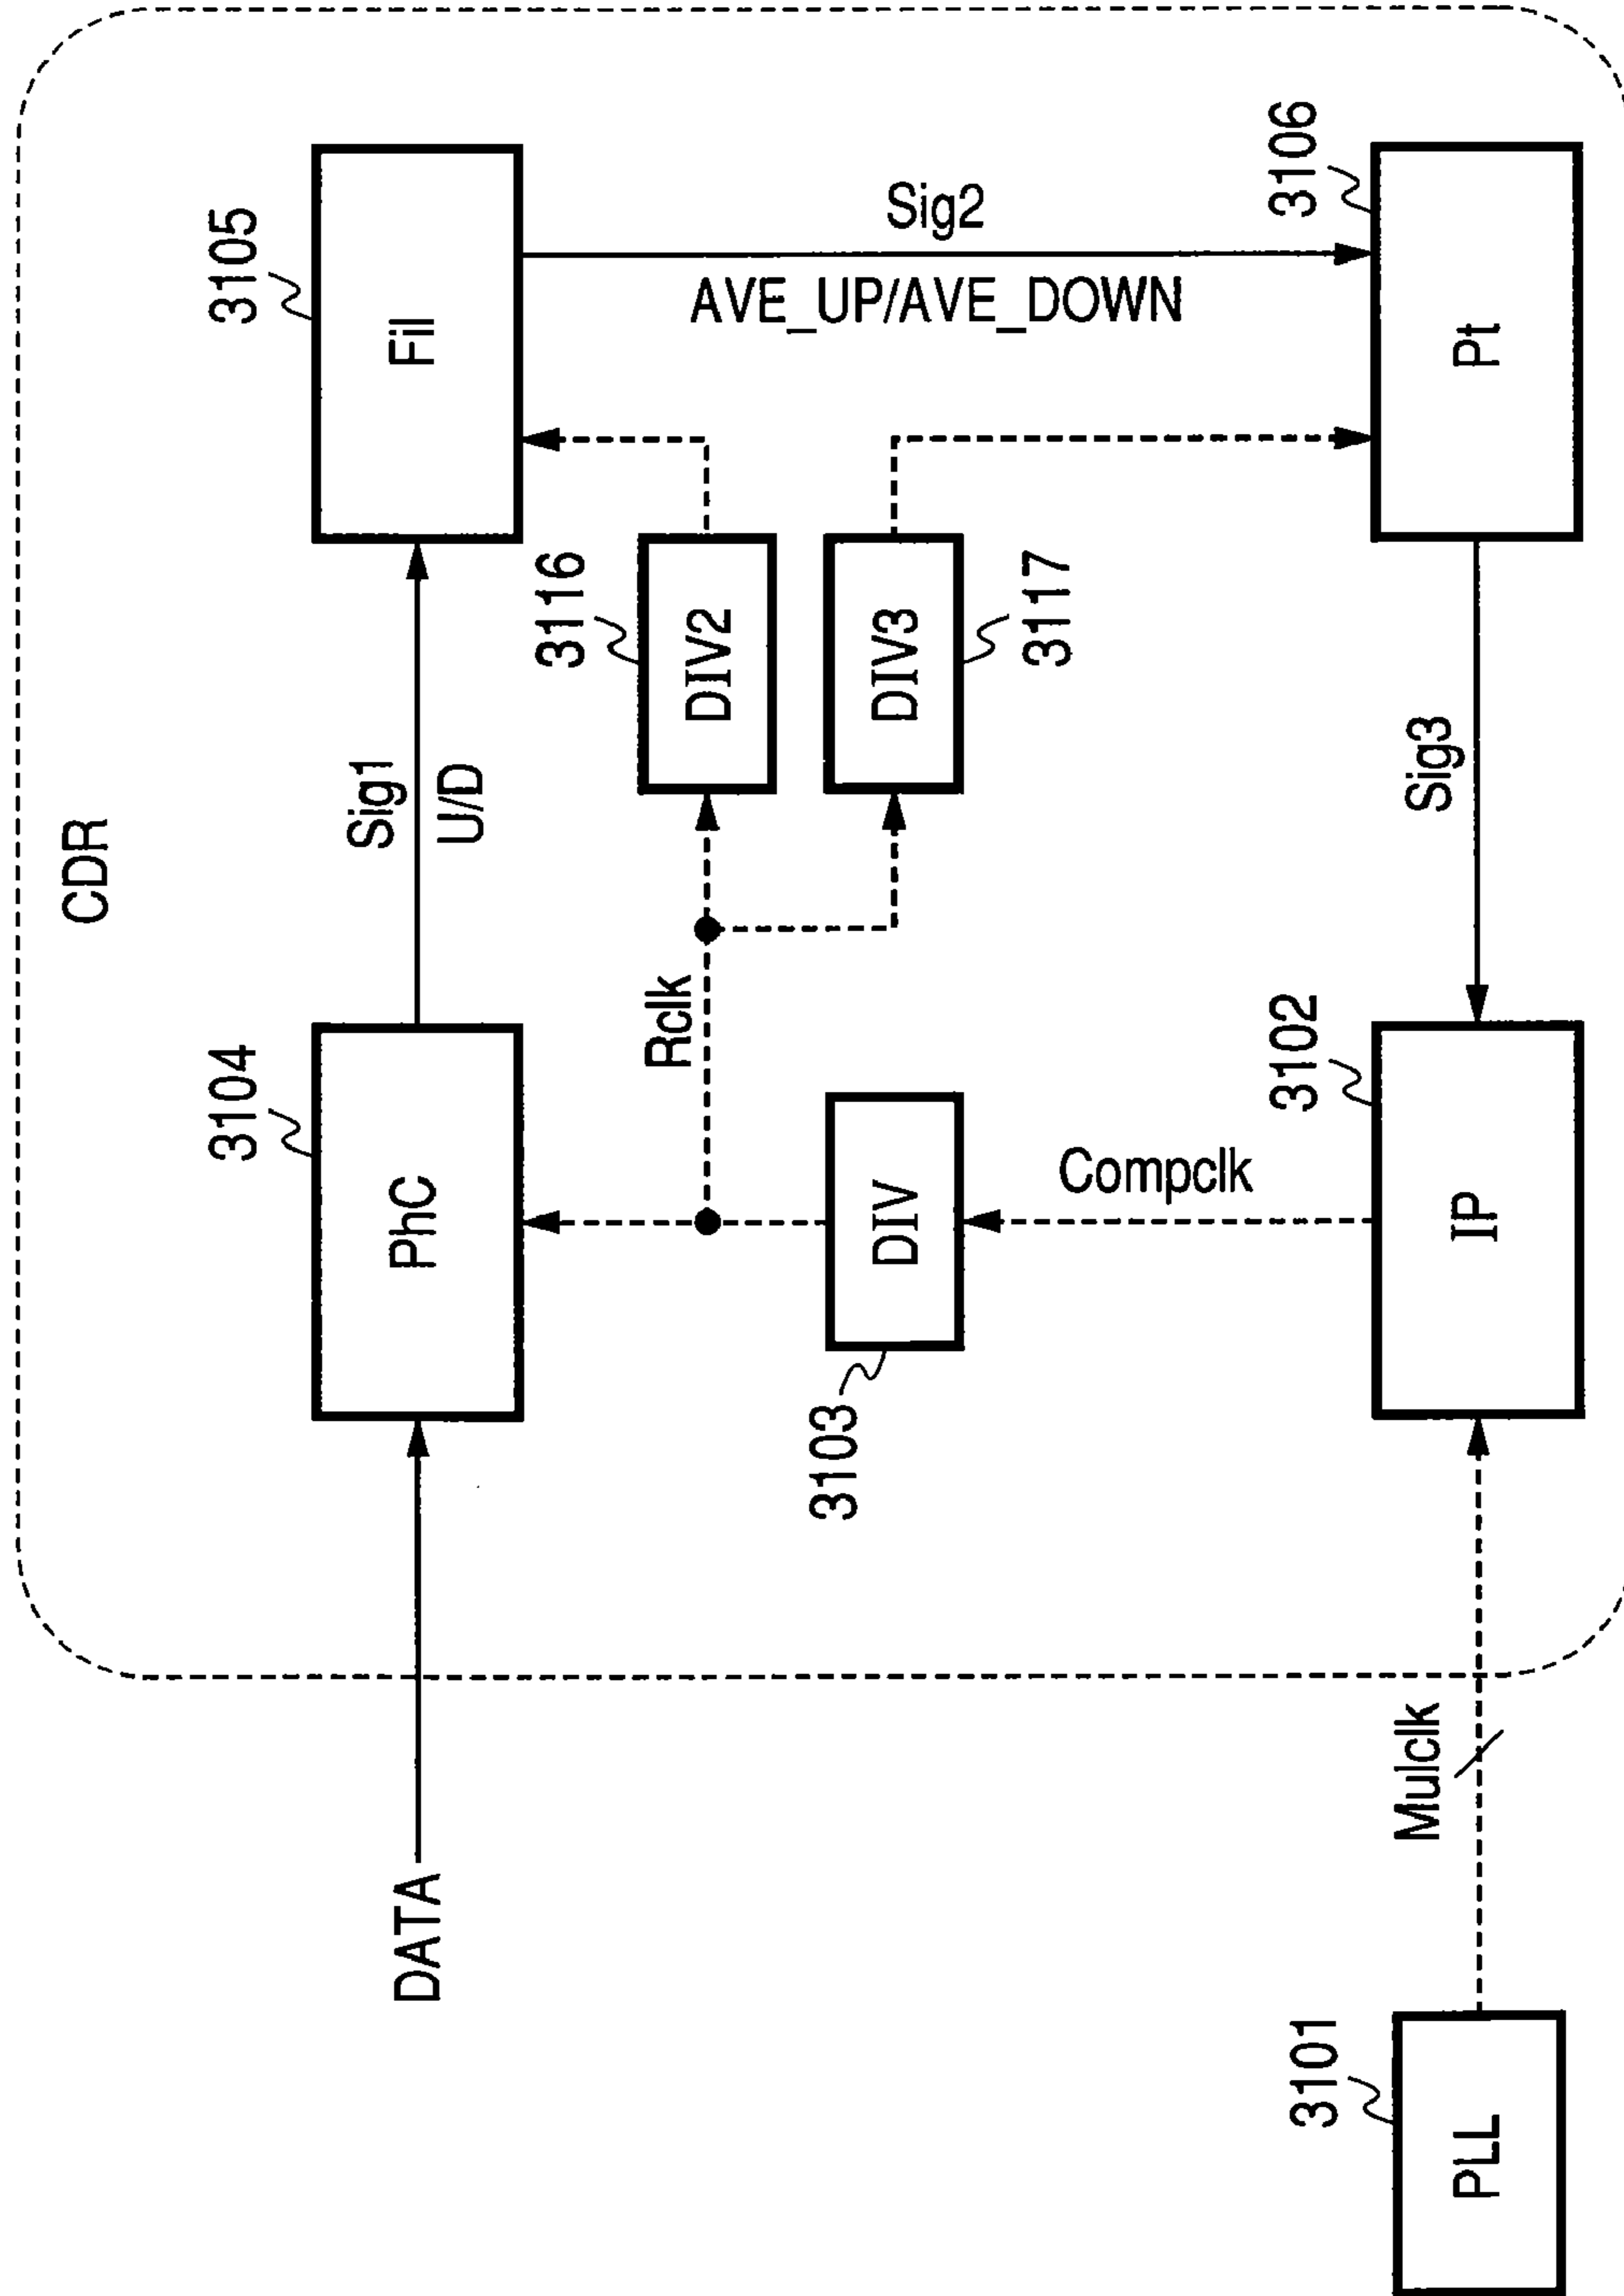 CDR
3104
PhC
Sig1
U/D
3105
Fil
DATA
Rclk
3116
DIV2
Sig2
AVE_UP/AVE_DOWN
3103
DIV
DIV3
3117
Compclk
3101
PLL
Mulclk
3102
IP
Sig3
3106
Pt